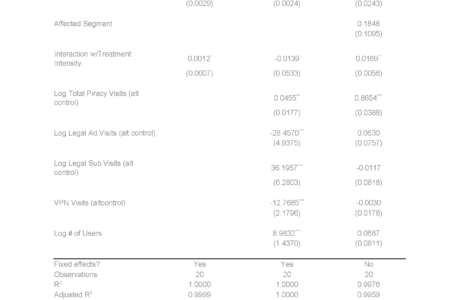 (0.0029) (0.0024) (0.0243)
Affected Segment 0.1848
(0.1095)
Interaction w/Treatment Intensity 0.0012* -0.0139 0.0169**
(0.0007) (0.0533) (0.0056)
Log Total Piracy Visits (alt control) 0.0455** 0.8654***
(0.0177) (0.0388)
Log Legal Ad Visits (alt control) -28.4570*** 0.0630
(4.9375) (0.0757)
Log Legal Sub Visits (alt control) 36.1957*** -0.0117
(6.2803) (0.0818)
VPN Visits (altcontrol) -12.7685*** -0.0030
(2.1796) (0.0178)
Log # of Users 8.9832*** 0.0687
(1.4370) (0.0811)
Fixed effects? Yes Yes No
Observations 20 20 20
R² 1.0000 1.0000 0.9976
Adjusted R² 0.9999 1.0000 0.9959